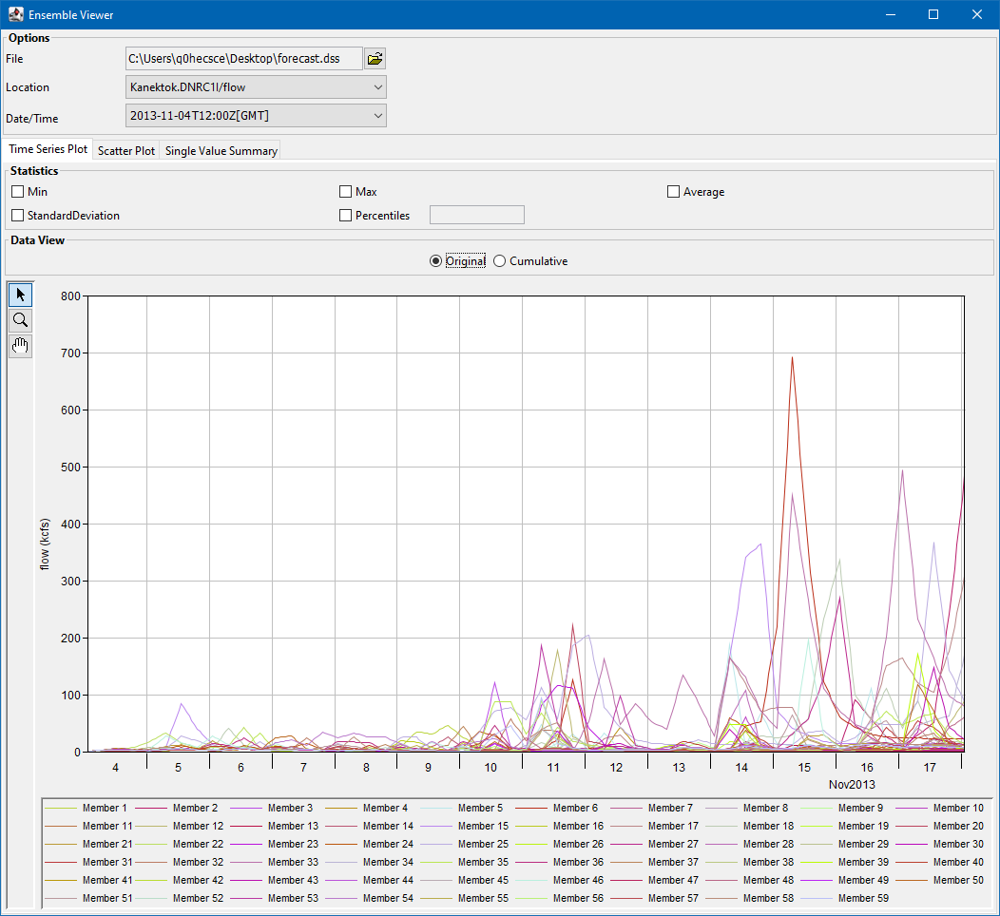 Ensemble Viewer
Options
File C:\Users\q0hecsce\Desktop\forecast.dss
Location Kanektok.DNRC1I/flow
Date/Time 2013-11-04T12:00Z[GMT]
Time Series Plot Scatter Plot Single Value Summary
Statistics
Min Max Average
StandardDeviation Percentiles
Data View
Original Cumulative
800
700
600
500
400
300
200
100
0
flow (kcfs)
4 5 6 7 8 9 10 11 12 13 14 15 16 17
Nov2013
Member 1 Member 2 Member 3 Member 4 Member 5 Member 6 Member 7 Member 8 Member 9 Member 10
Member 11 Member 12 Member 13 Member 14 Member 15 Member 16 Member 17 Member 18 Member 19 Member 20
Member 21 Member 22 Member 23 Member 24 Member 25 Member 26 Member 27 Member 28 Member 29 Member 30
Member 31 Member 32 Member 33 Member 34 Member 35 Member 36 Member 37 Member 38 Member 39 Member 40
Member 41 Member 42 Member 43 Member 44 Member 45 Member 46 Member 47 Member 48 Member 49 Member 50
Member 51 Member 52 Member 53 Member 54 Member 55 Member 56 Member 57 Member 58 Member 59